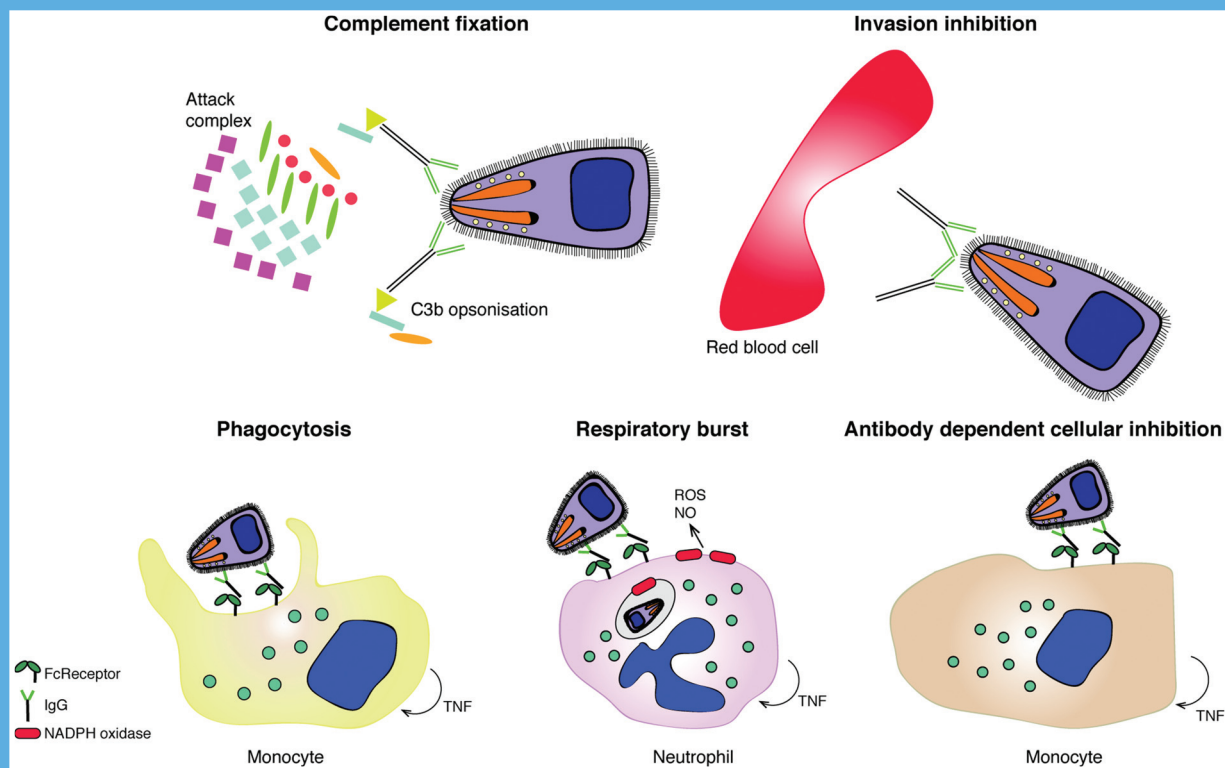 Complement fixation
Invasion inhibition
Attack
complex
C3b opsonisation
Red blood cell
Phagocytosis
Respiratory burst
Antibody dependent cellular inhibition
ROS
NO
FcReceptor
IgG
NADPH oxidase
TNF
TNF
TNF
Monocyte
Neutrophil
Monocyte